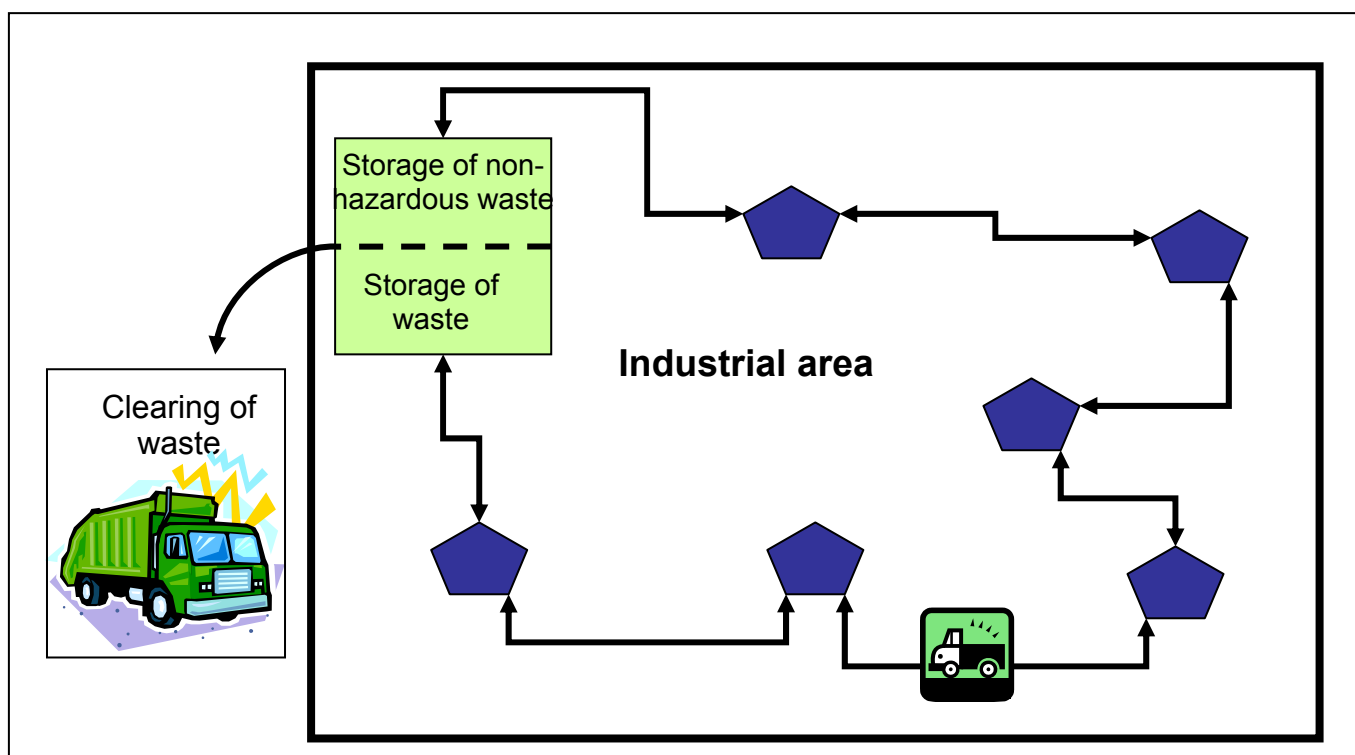 Storage of non-
hazardous waste
Storage of
waste
Industrial area
Clearing of
waste